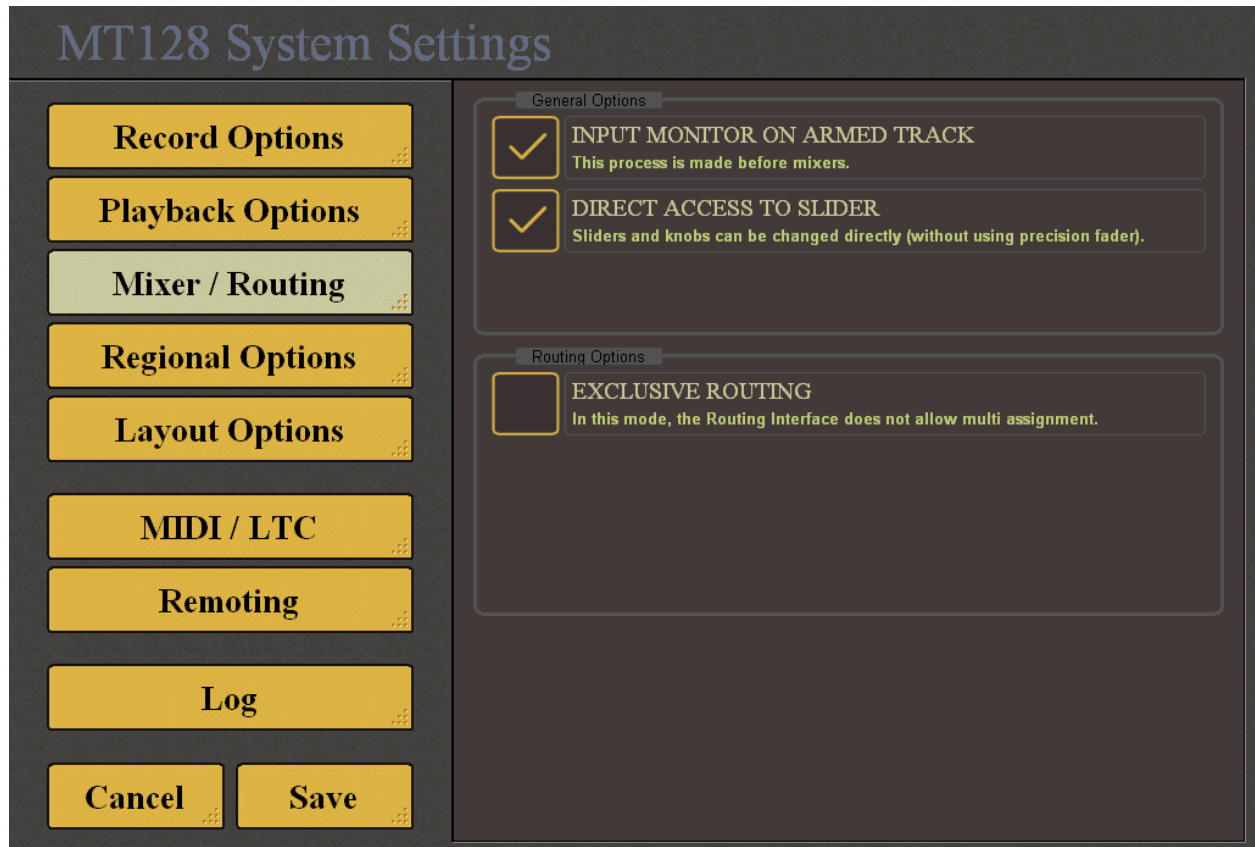 MT128 System Settings
Record Options
Playback Options
Mixer / Routing
Regional Options
Layout Options
MIDI / LTC
Remoting
Log
Cancel
Save
General Options
INPUT MONITOR ON ARMED TRACK
This process is made before mixers.
DIRECT ACCESS TO SLIDER
Sliders and knobs can be changed directly (without using precision fader).
Routing Options
EXCLUSIVE ROUTING
In this mode, the Routing Interface does not allow multi assignment.